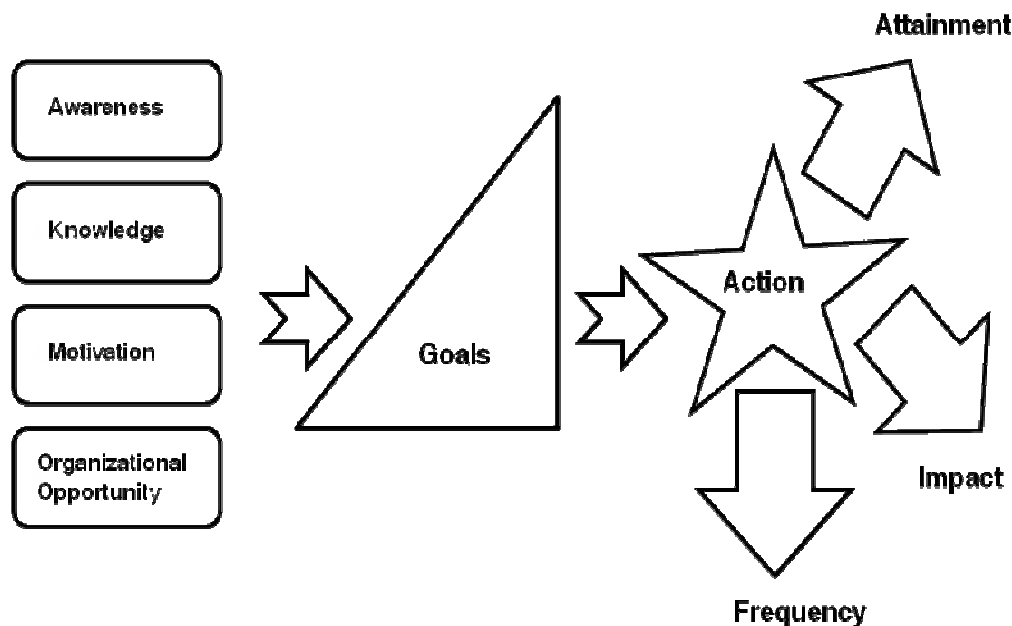 Awareness
Knowledge
Motivation
Organizational
Opportunity
Goals
Action
Attainment
Impact
Frequency